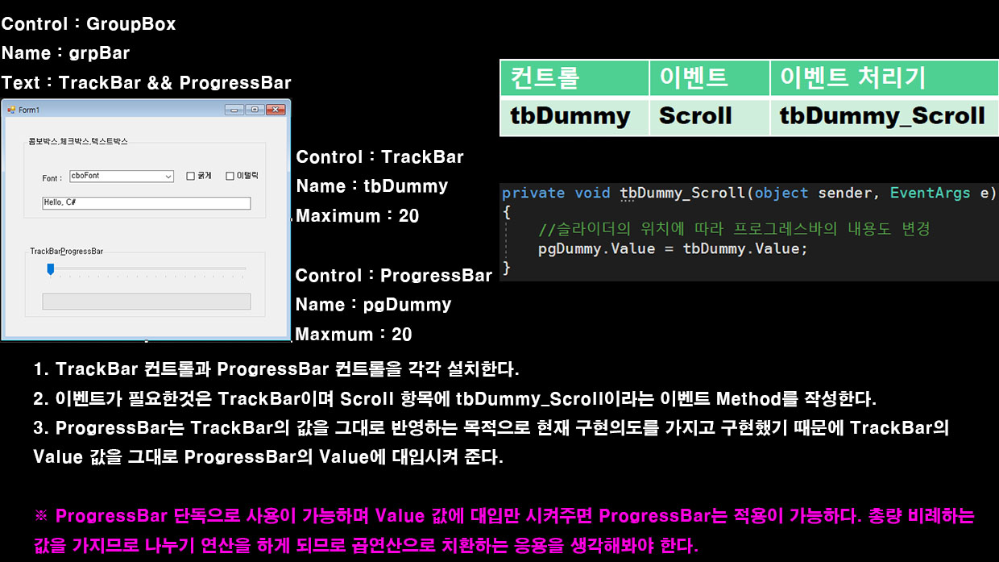 Control : GroupBox
Name : grpBar
Text : TrackBar && ProgressBar
Form1
콤보박스,체크박스,텍스트박스
Font :
cboFont
굵게
이탤릭
Hello, C#
TrackBarProgressBar
Control : TrackBar
Name : tbDummy
Maximum : 20
Control : ProgressBar
Name : pgDummy
Maxmum : 20
컨트롤 이벤트 이벤트 처리기
tbDummy Scroll tbDummy_Scroll
private void tbDummy_Scroll(object sender, EventArgs e)
{
//슬라이더의 위치에 따라 프로그레스바의 내용도 변경
pgDummy.Value = tbDummy.Value;
}
1. TrackBar 컨트롤과 ProgressBar 컨트롤을 각각 설치한다.
2. 이벤트가 필요한것은 TrackBar이며 Scroll 항목에 tbDummy_Scroll이라는 이벤트 Method를 작성한다.
3. ProgressBar는 TrackBar의 값을 그대로 반영하는 목적으로 현재 구현의도를 가지고 구현했기 때문에 TrackBar의
Value 값을 그대로 ProgressBar의 Value에 대입시켜 준다.
※ ProgressBar 단독으로 사용이 가능하며 Value 값에 대입만 시켜주면 ProgressBar는 적용이 가능하다. 총량 비례하는
값을 가지므로 나누기 연산을 하게 되므로 곱연산으로 치환하는 응용을 생각해봐야 한다.